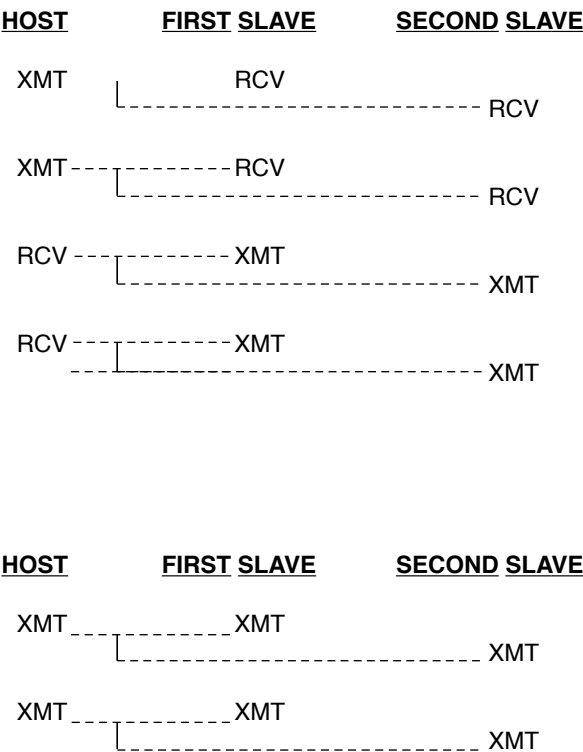 HOST FIRST SLAVE SECOND SLAVE
XMT RCV
RCV
XMT RCV
RCV
RCV XMT
XMT
RCV XMT
XMT
HOST FIRST SLAVE SECOND SLAVE
XMT XMT
XMT
XMT XMT
XMT